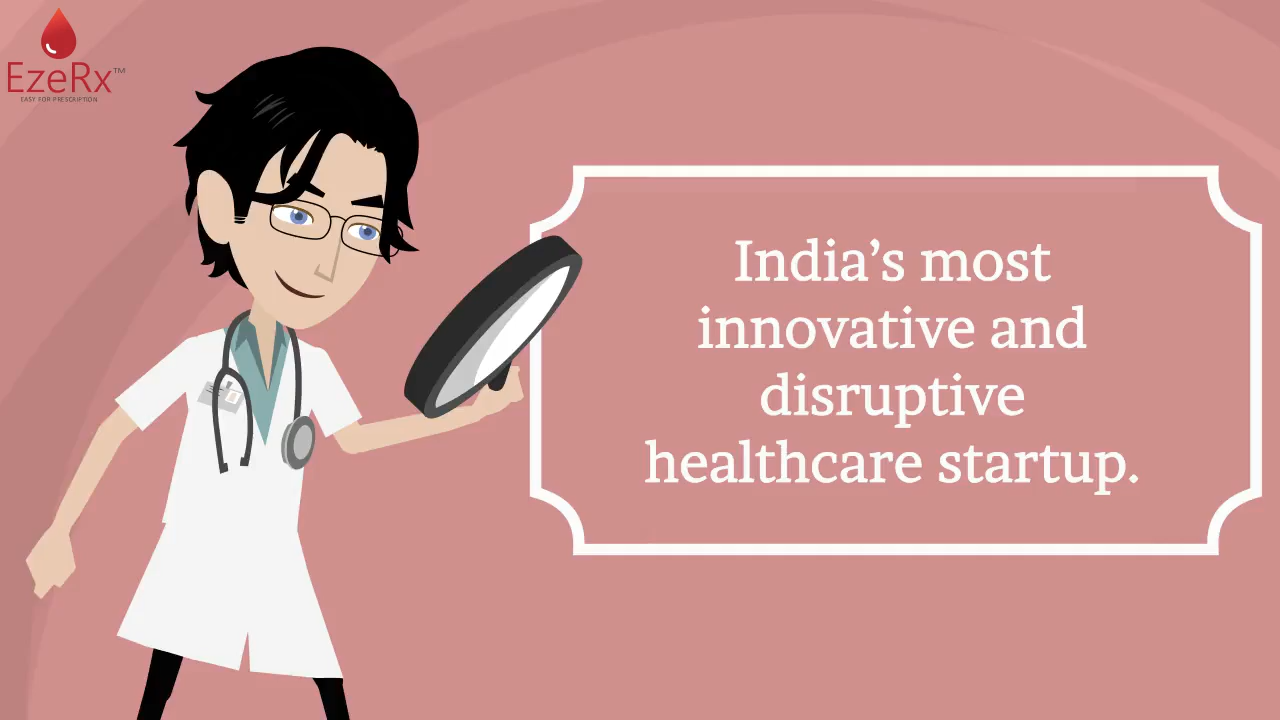 EzeRx™
EASY FOR PRESCRIPTION
India’s most
innovative and
disruptive
healthcare startup.